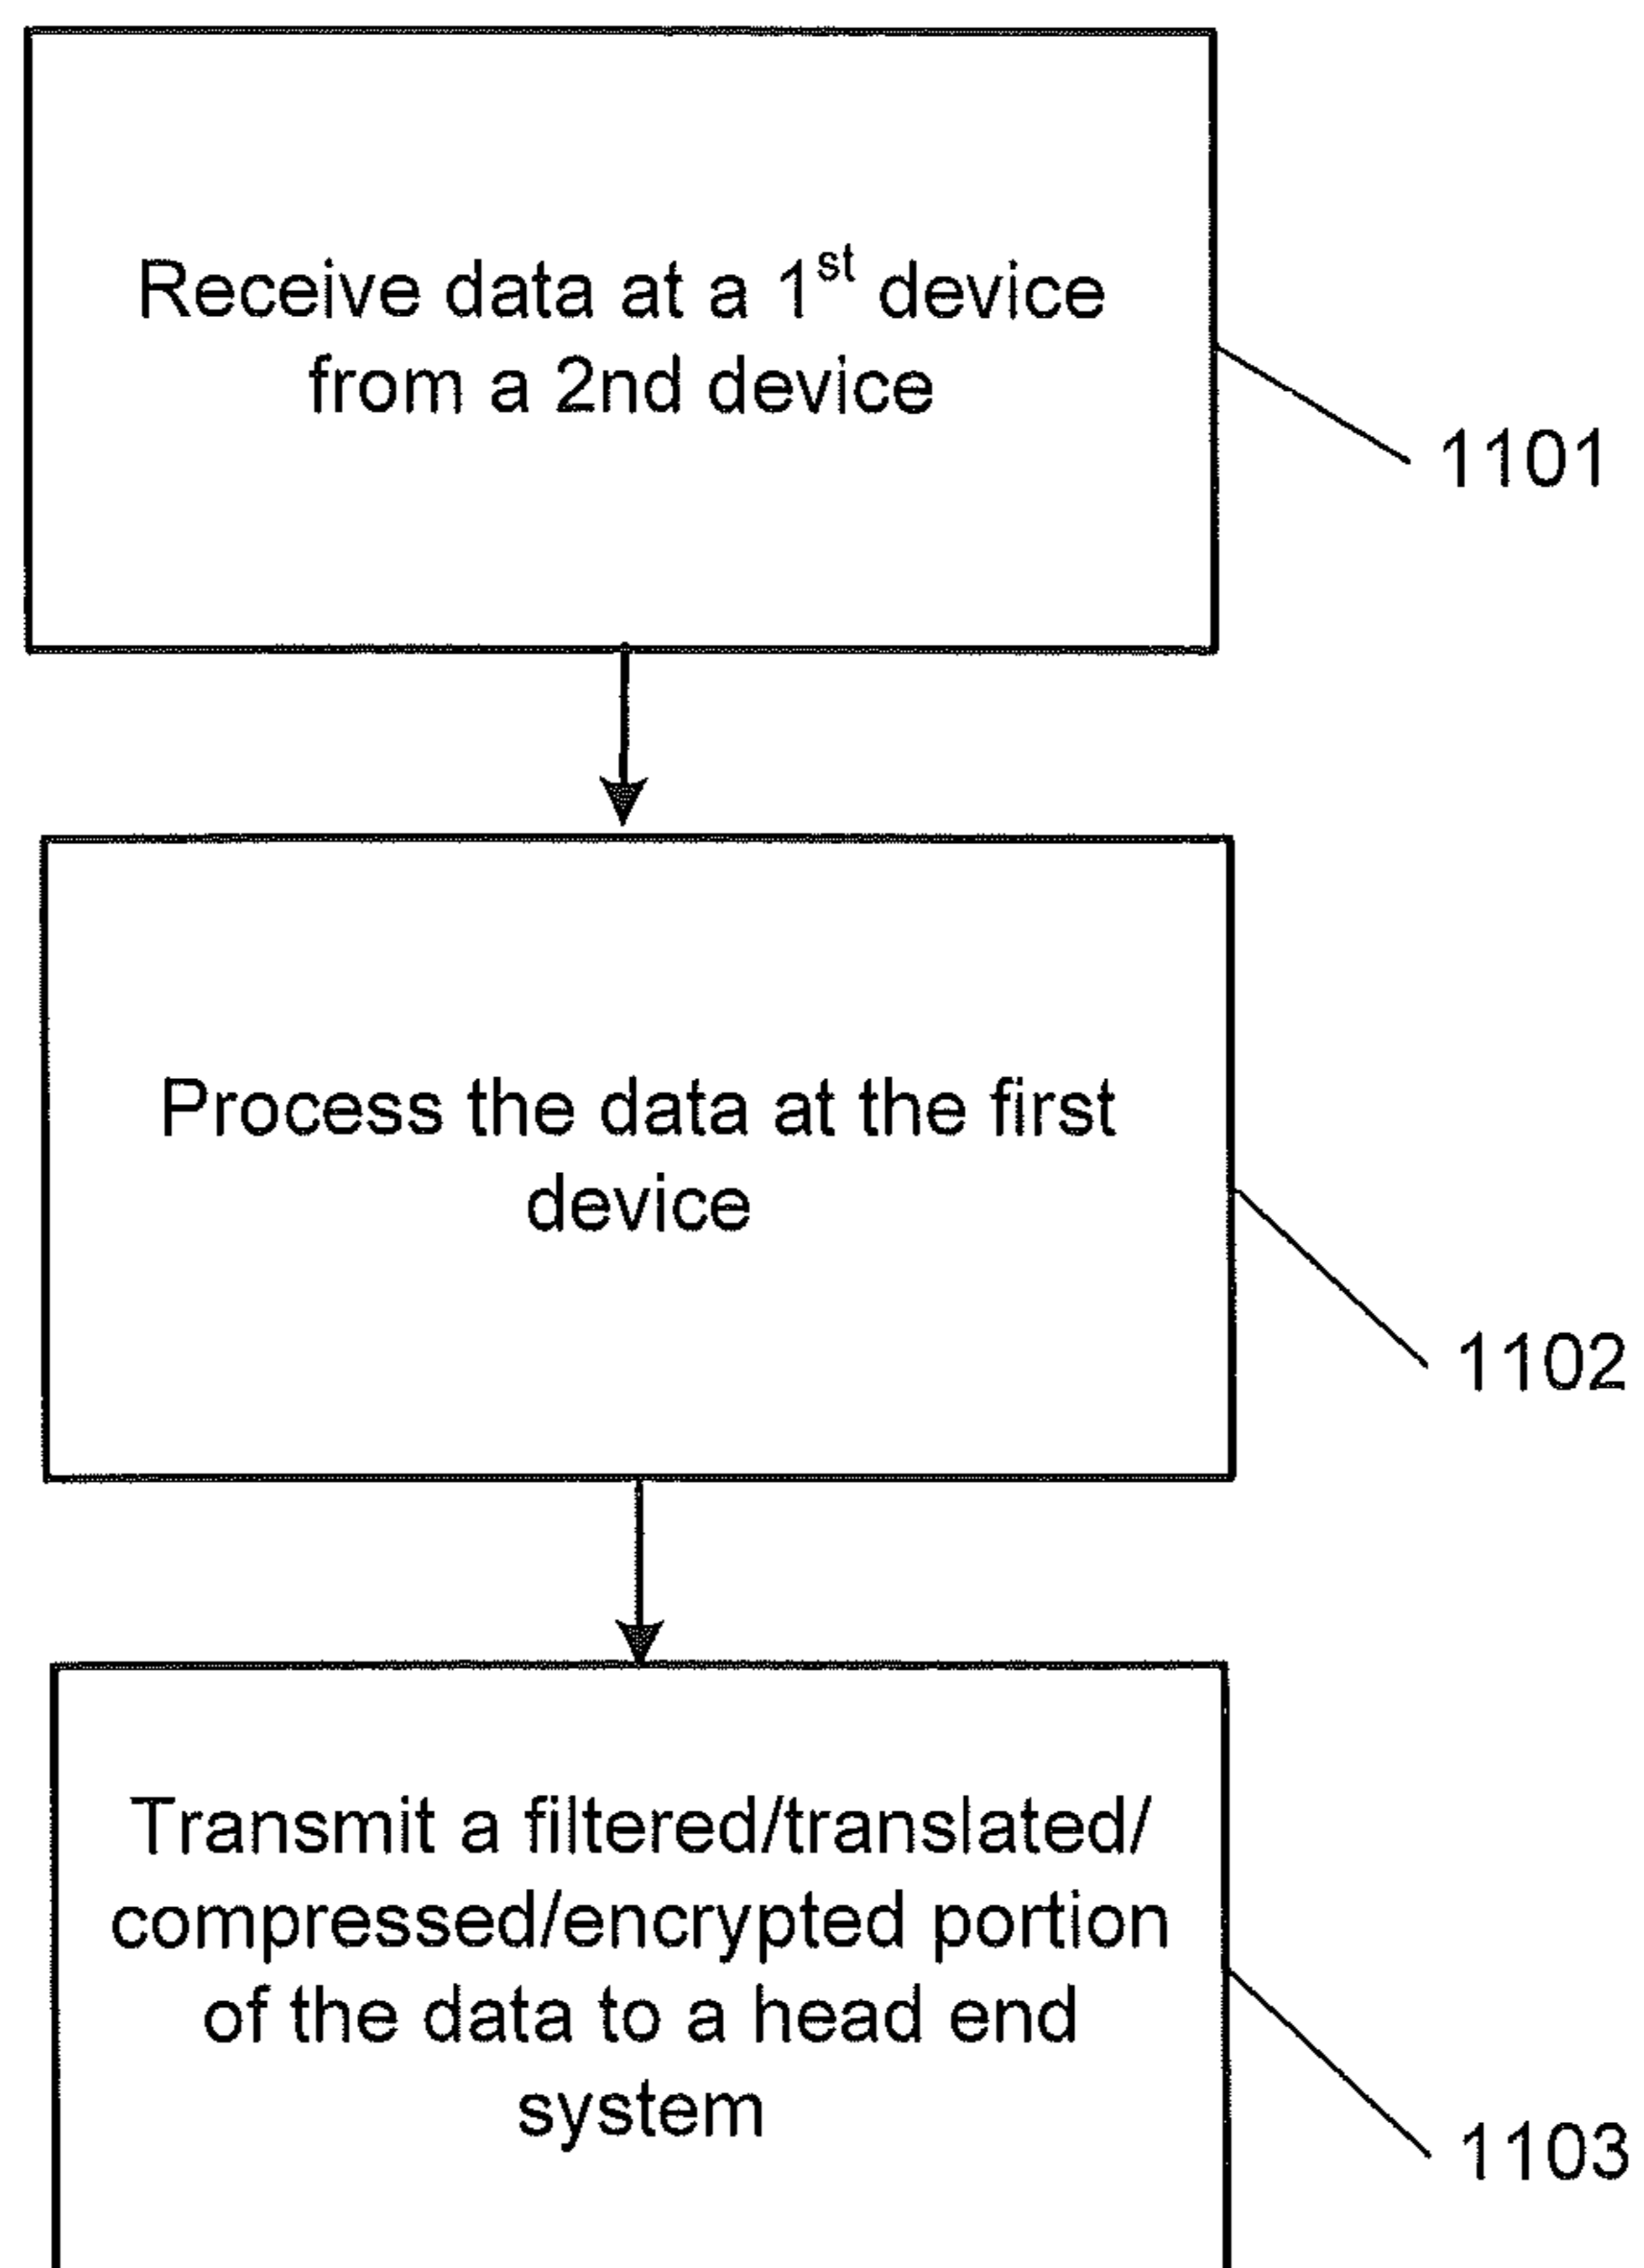 Receive data at a 1st device
from a 2nd device
1101
Process the data at the first
device
1102
Transmit a filtered/translated/
compressed/encrypted portion
of the data to a head end
system
1103